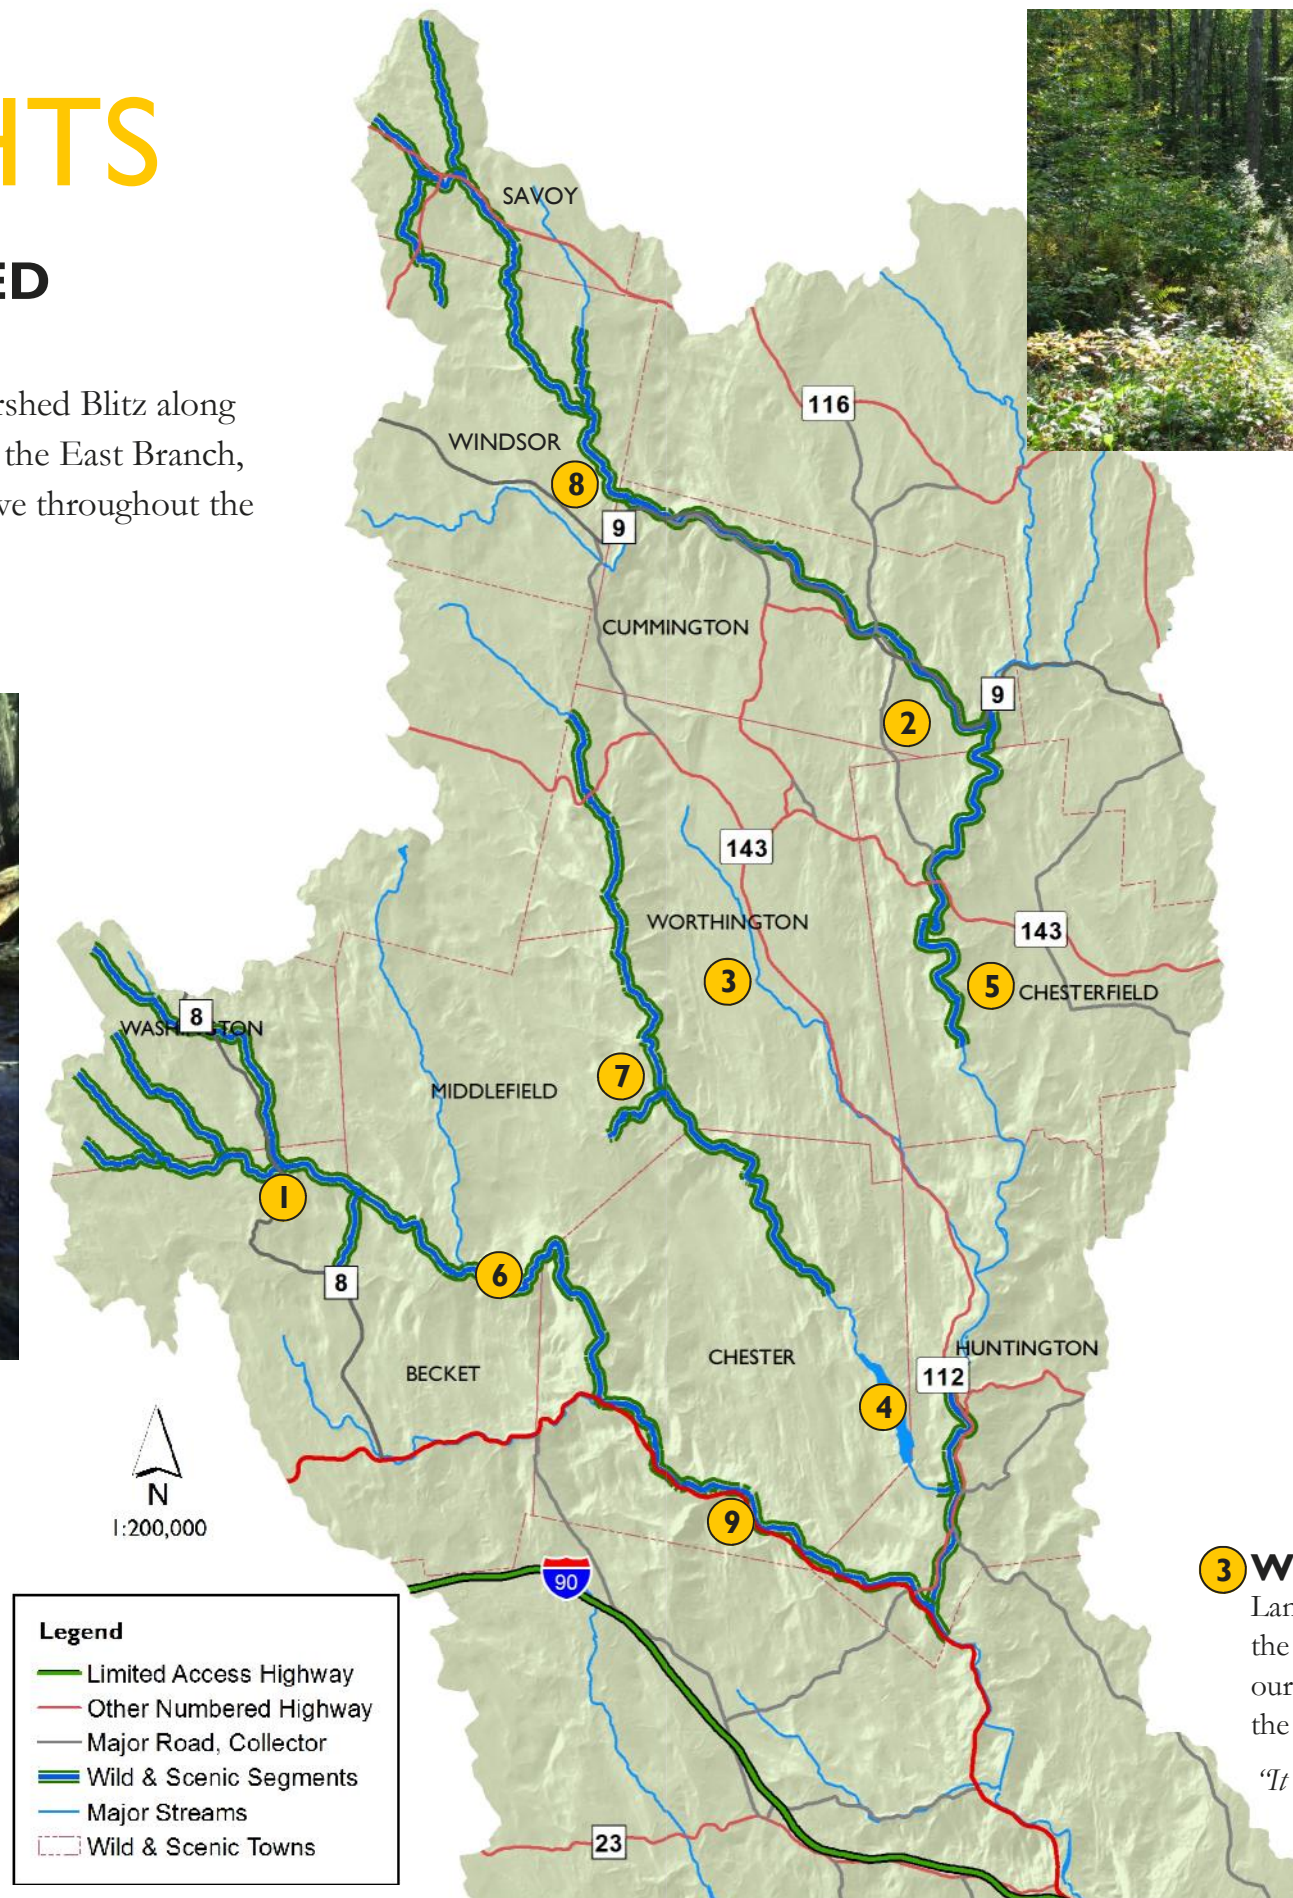 HTS
ED
rshed Blitz along
the East Branch,
ve throughout the
SAVOY
116
WINDSOR
8
9
CUMMINGTON
9
2
143
WORTHINGTON
143
3
5
CHESTERFIELD
8
WASHINGTON
7
MIDDLEFIELD
1
6
8
HUNTINGTON
CHESTER
BECKET
112
4
N
1:200,000
9
90
3 W
Lan
the
our
the
"It
Legend
Limited Access Highway
Other Numbered Highway
Major Road, Collector
Wild & Scenic Segments
Major Streams
Wild & Scenic Towns
23